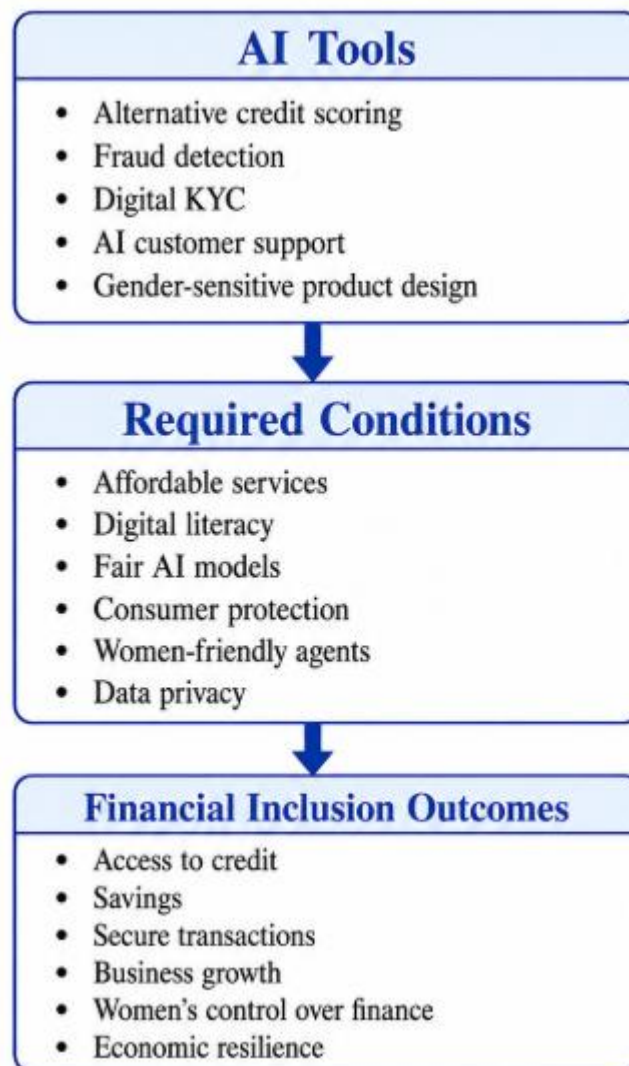 AI Tools
• Alternative credit scoring
• Fraud detection
• Digital KYC
• AI customer support
• Gender-sensitive product design
Required Conditions
• Affordable services
• Digital literacy
• Fair AI models
• Consumer protection
• Women-friendly agents
• Data privacy
Financial Inclusion Outcomes
• Access to credit
• Savings
• Secure transactions
• Business growth
• Women's control over finance
• Economic resilience